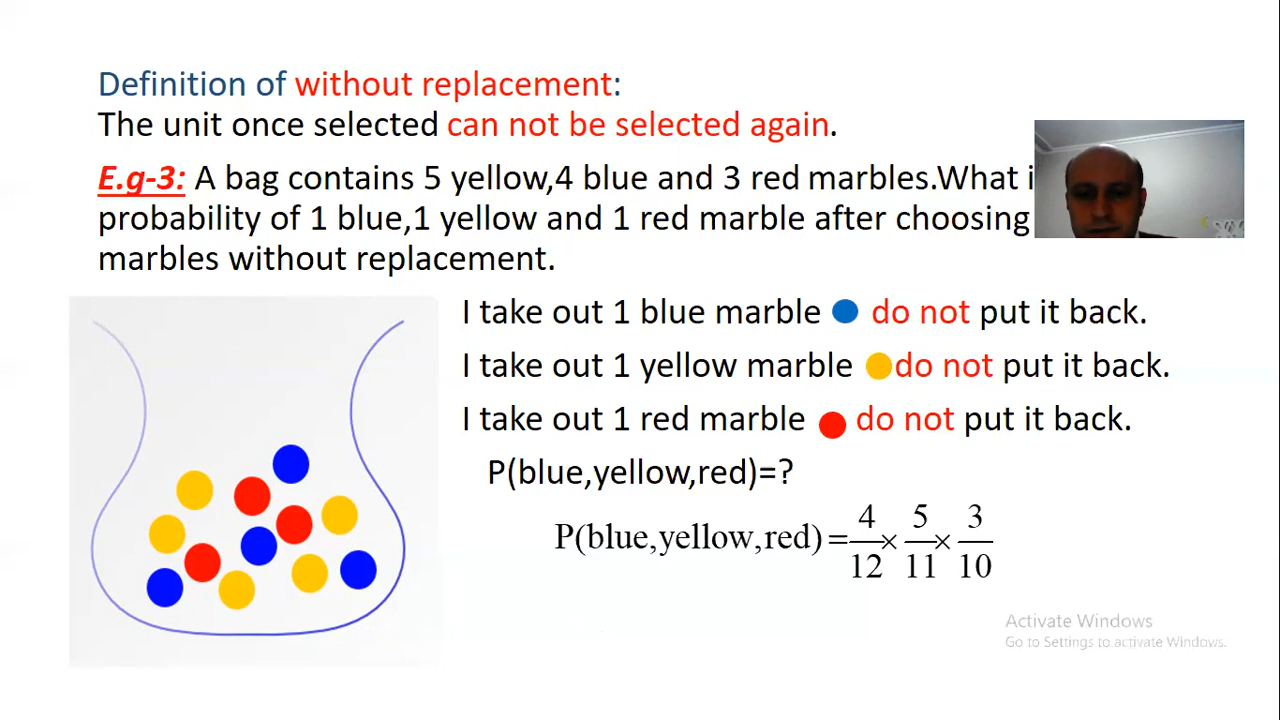 Definition of without replacement:
The unit once selected can not be selected again.
E.g-3: A bag contains 5 yellow,4 blue and 3 red marbles.What i
probability of 1 blue,1 yellow and 1 red marble after choosing
marbles without replacement.
I take out 1 blue marble do not put it back.
I take out 1 yellow marble do not put it back.
I take out 1 red marble do not put it back.
P(blue,yellow,red)=?
P(blue,yellow,red)=4/12×5/11×3/10
Activate Windows
Go to Settings to activate Windows.